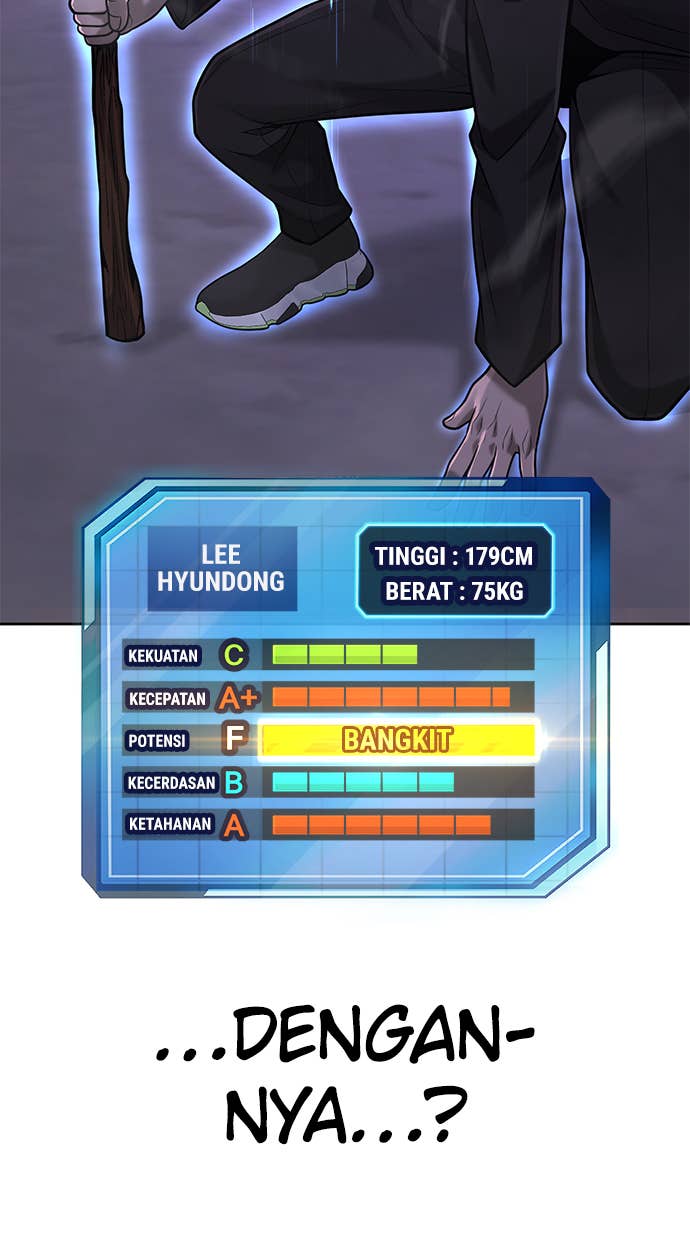 LEE
HYUNDONG
TINGGI : 179CM
BERAT : 75KG
KEKUATAN C
KECEPATAN A+
POTENSI F BANGKIT
KECERDASAN B
KETAHANAN A
...DENGAN-
NYA...?